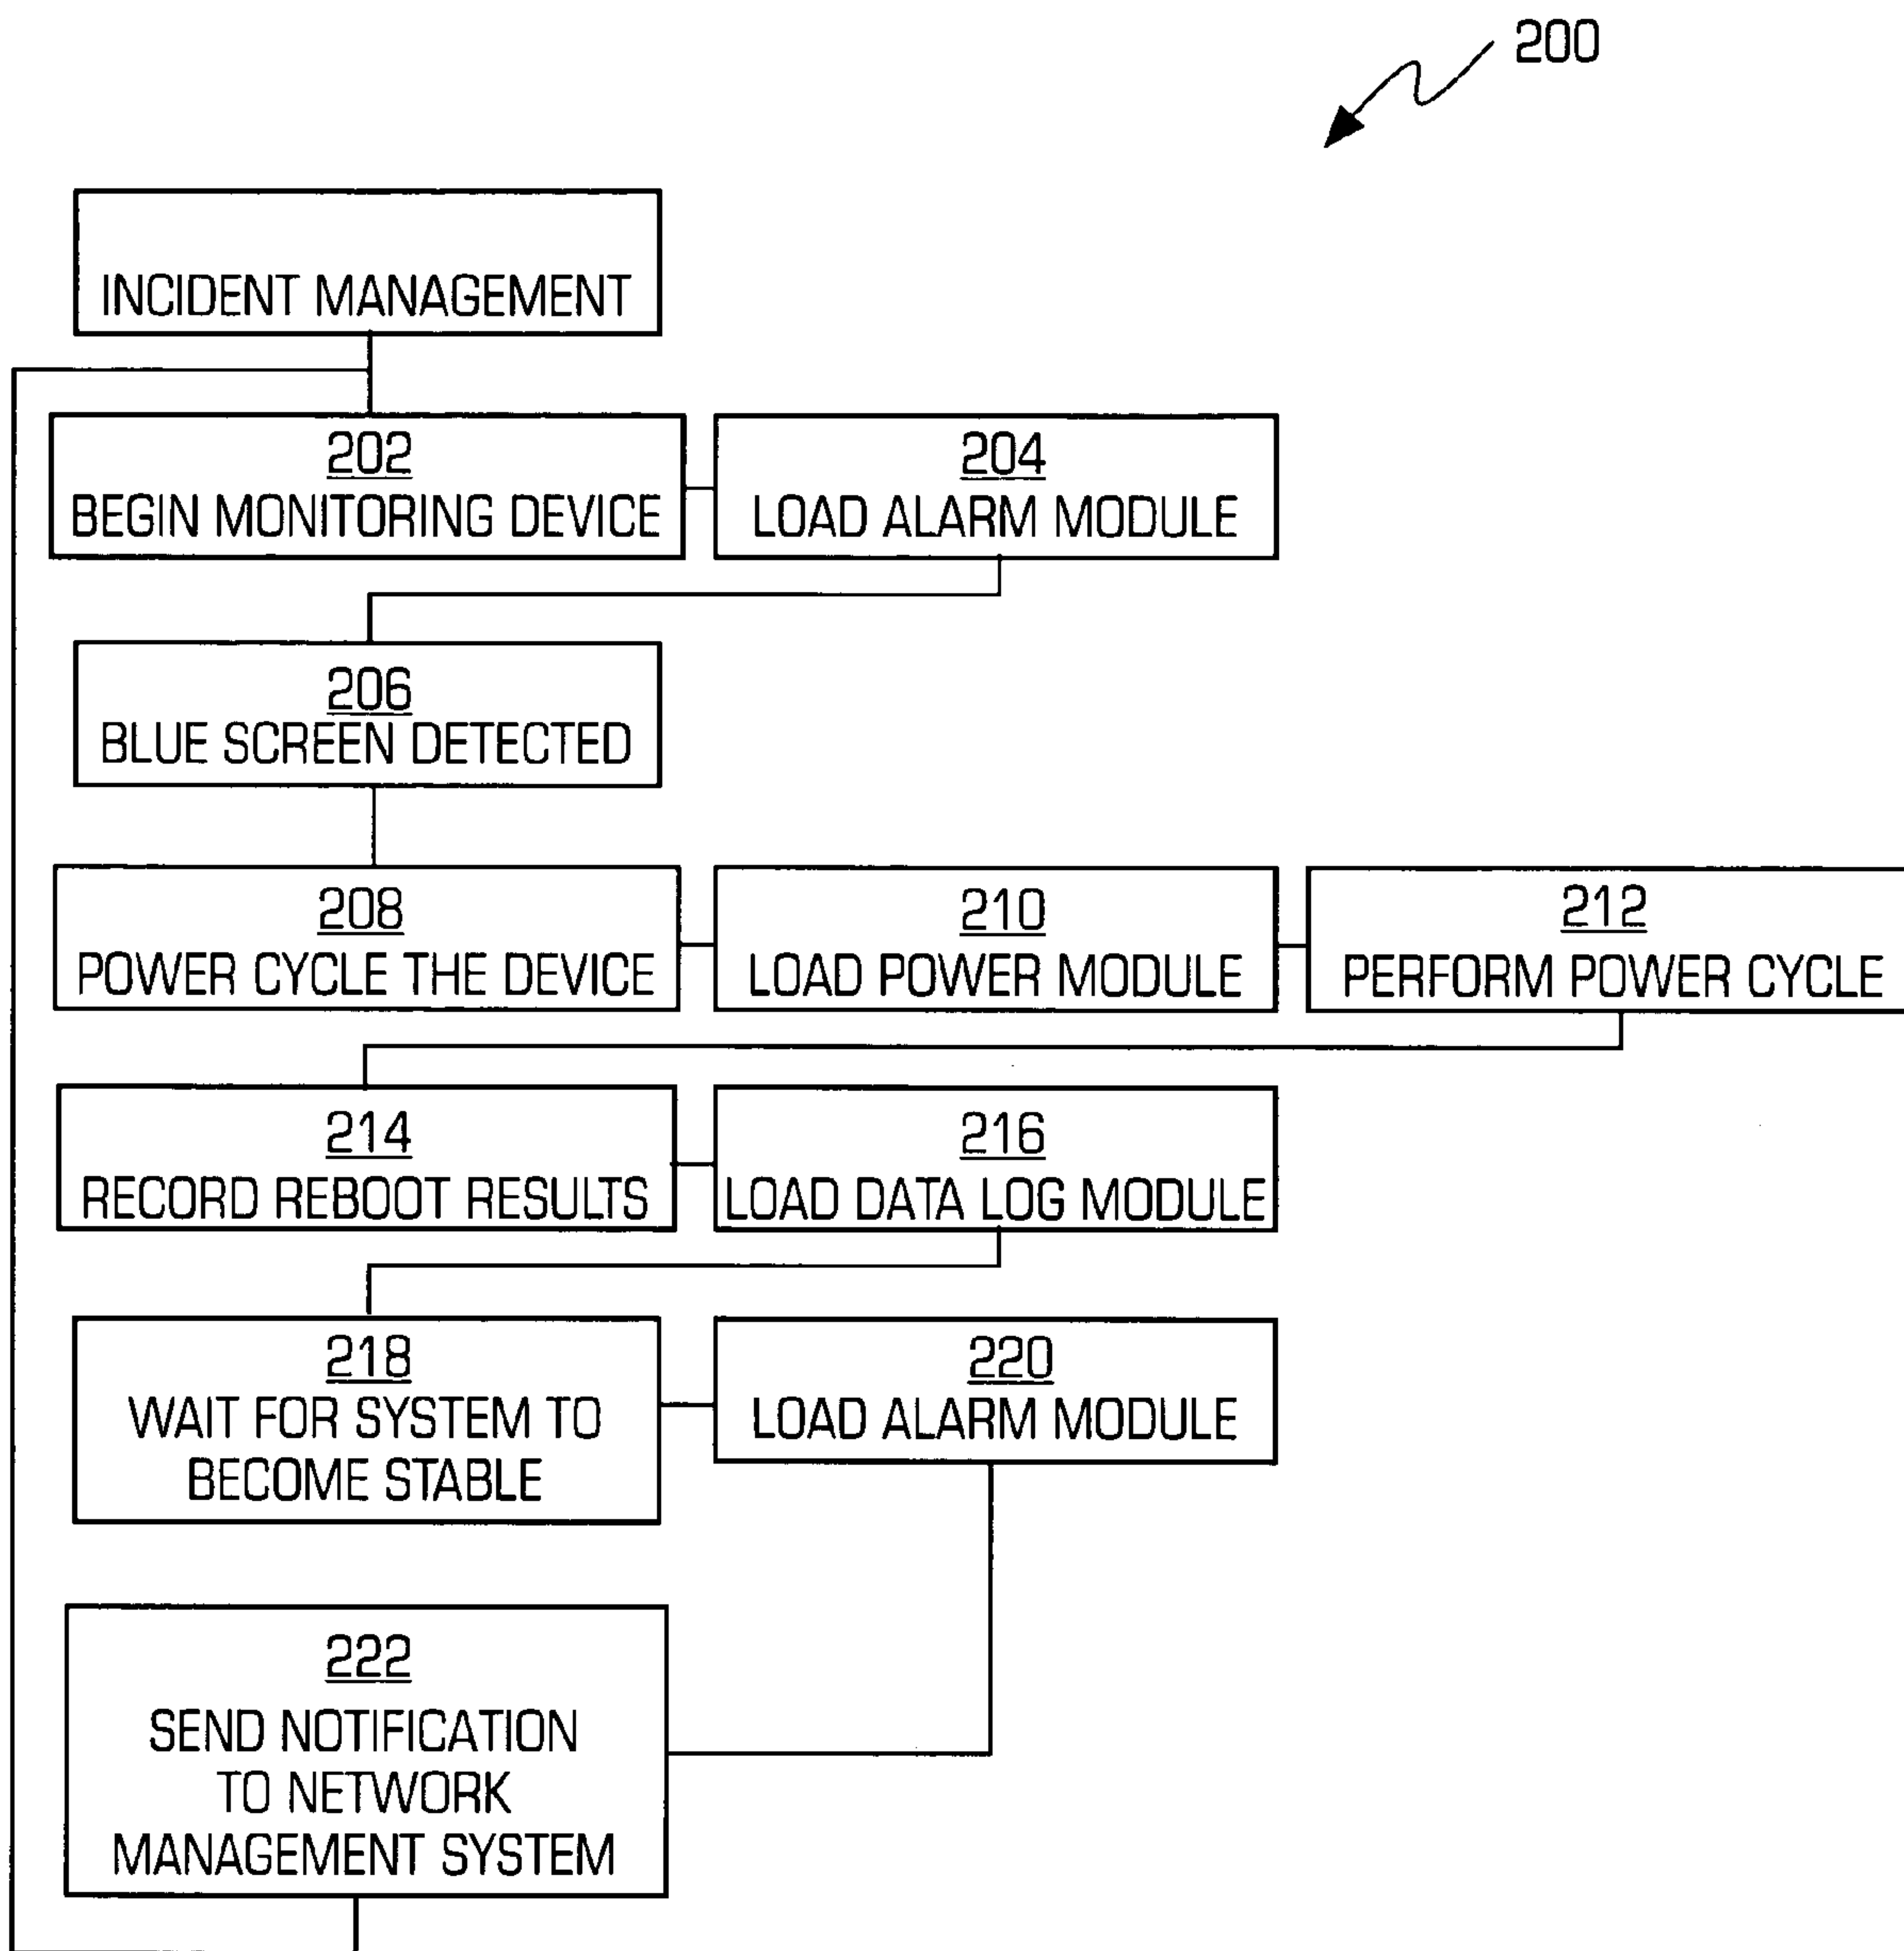 200
INCIDENT MANAGEMENT
202
BEGIN MONITORING DEVICE
204
LOAD ALARM MODULE
206
BLUE SCREEN DETECTED
208
POWER CYCLE THE DEVICE
210
LOAD POWER MODULE
212
PERFORM POWER CYCLE
214
RECORD REBOOT RESULTS
216
LOAD DATA LOG MODULE
218
WAIT FOR SYSTEM TO
BECOME STABLE
220
LOAD ALARM MODULE
222
SEND NOTIFICATION
TO NETWORK
MANAGEMENT SYSTEM